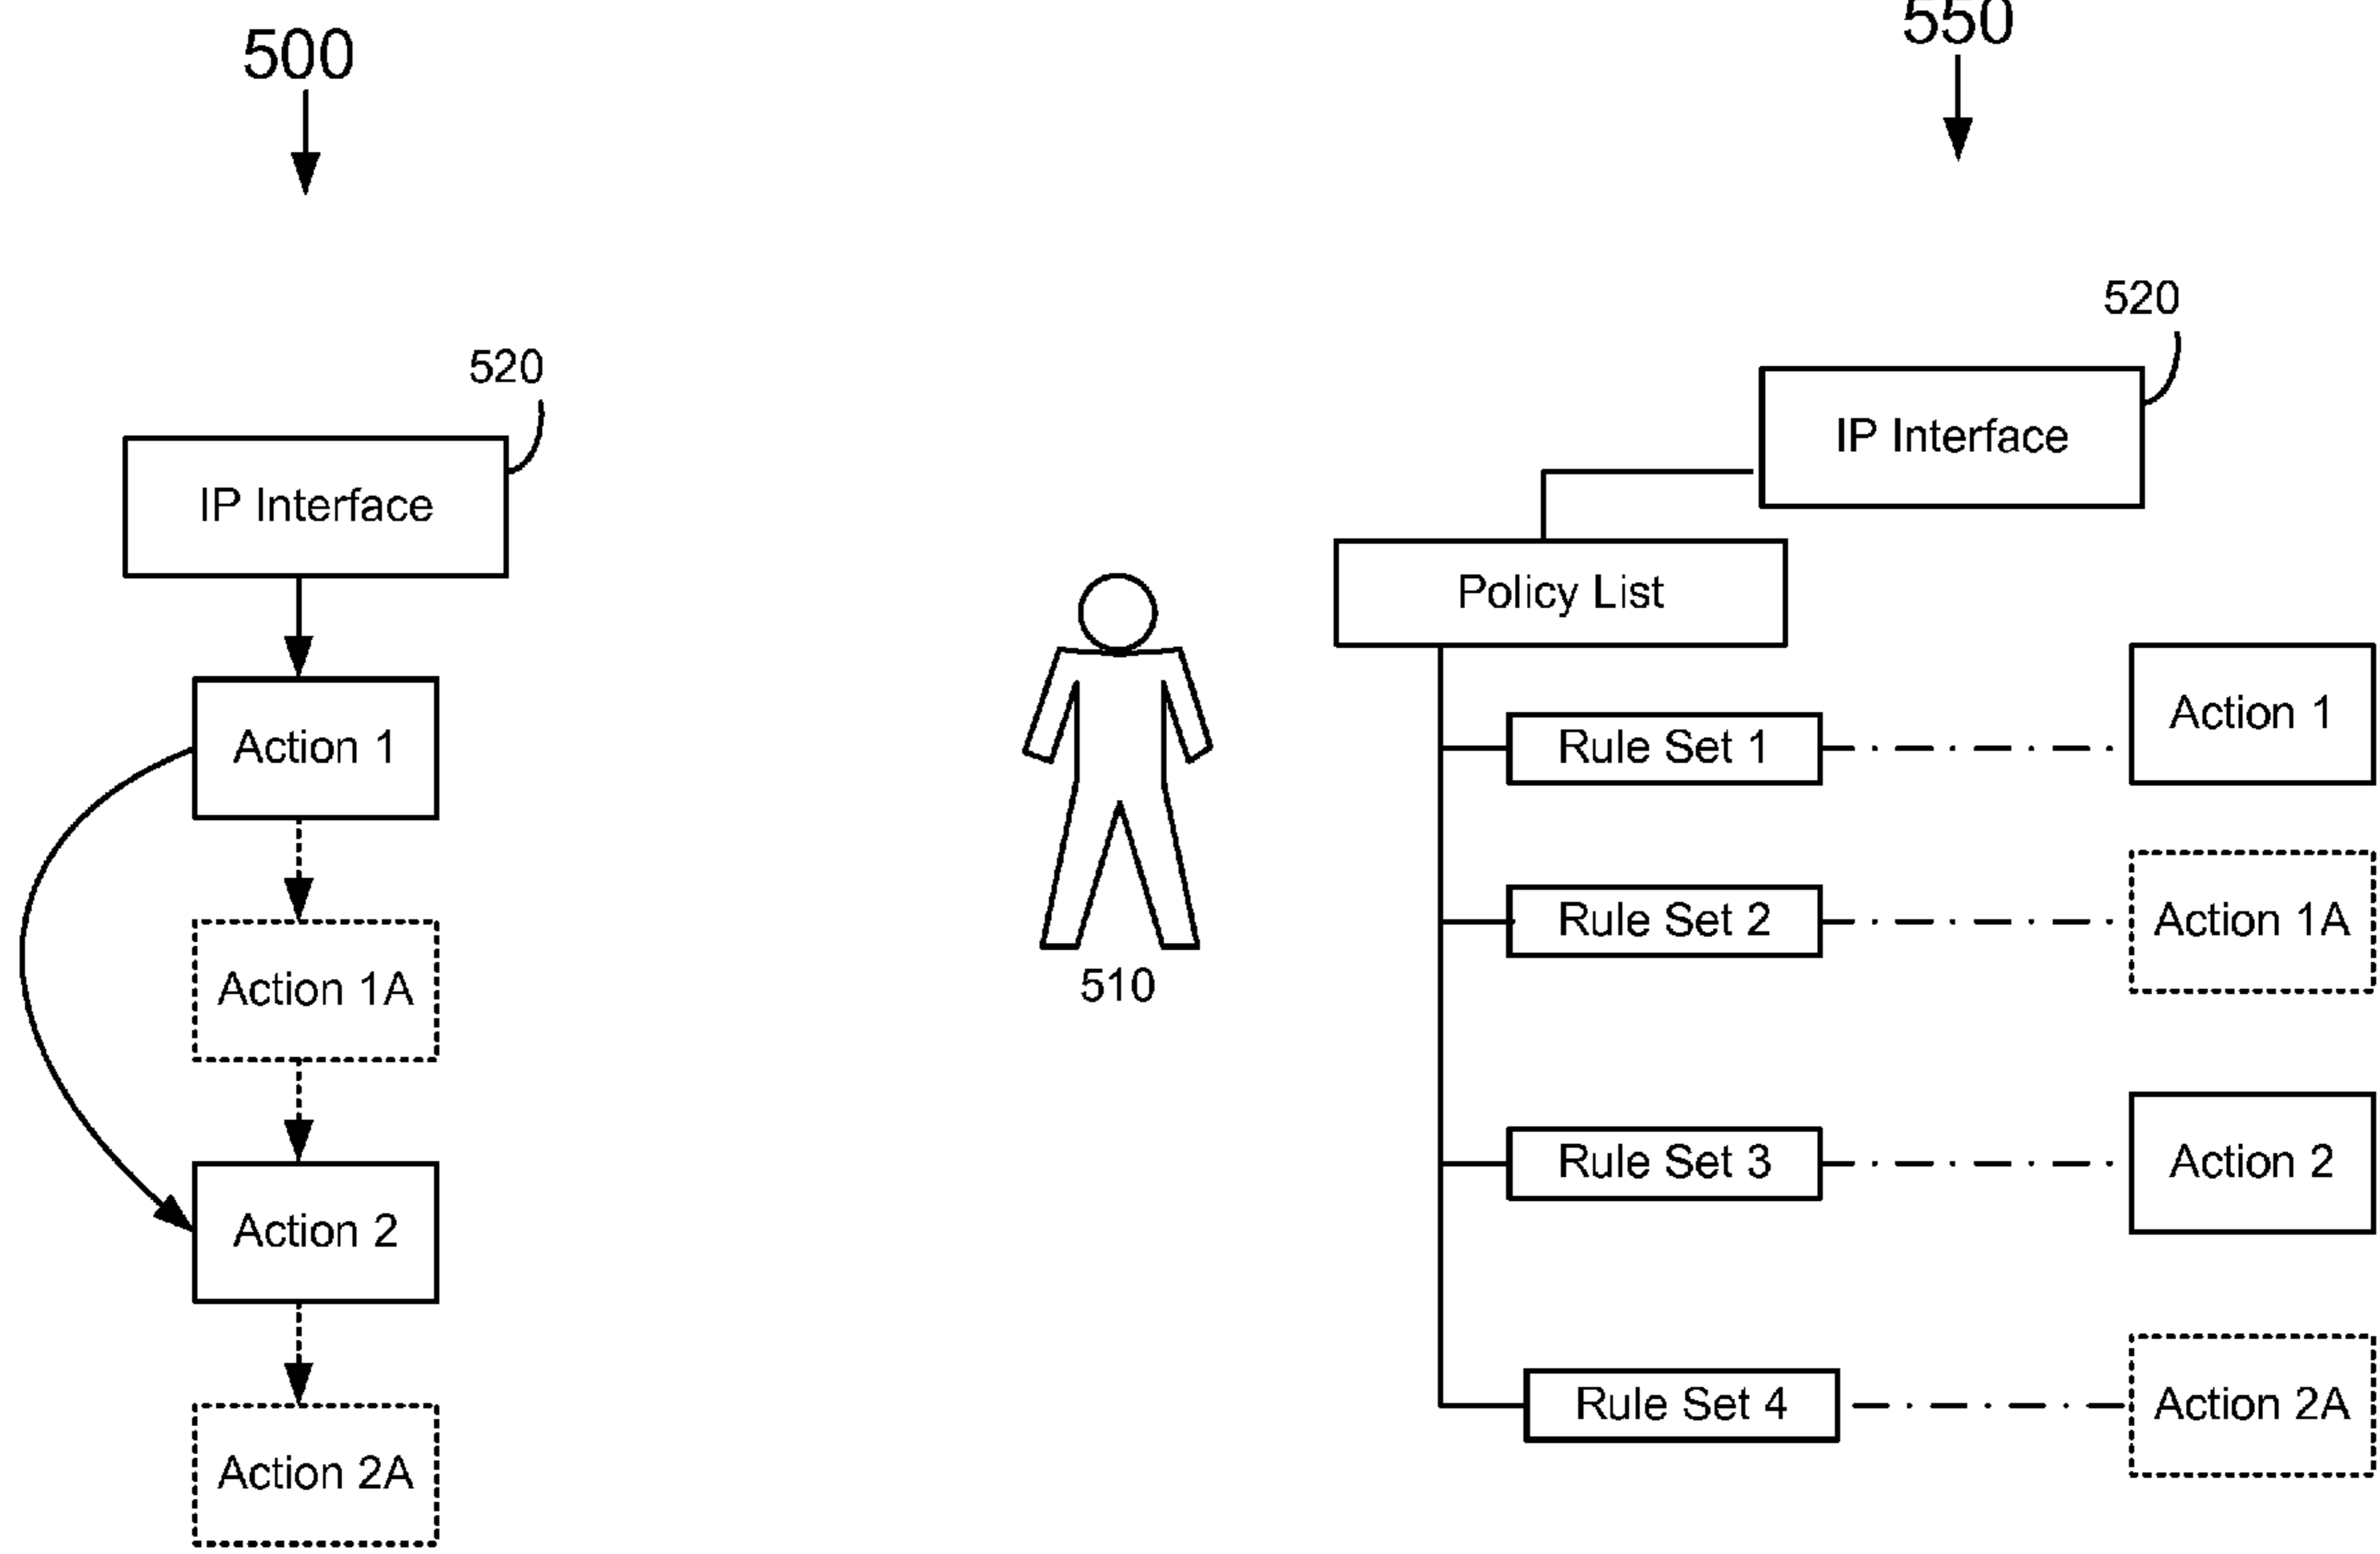 500
550
520
IP Interface
Action 1
Action 1A
Action 2
Action 2A
510
520
IP Interface
Policy List
Rule Set 1
Action 1
Rule Set 2
Action 1A
Rule Set 3
Action 2
Rule Set 4
Action 2A